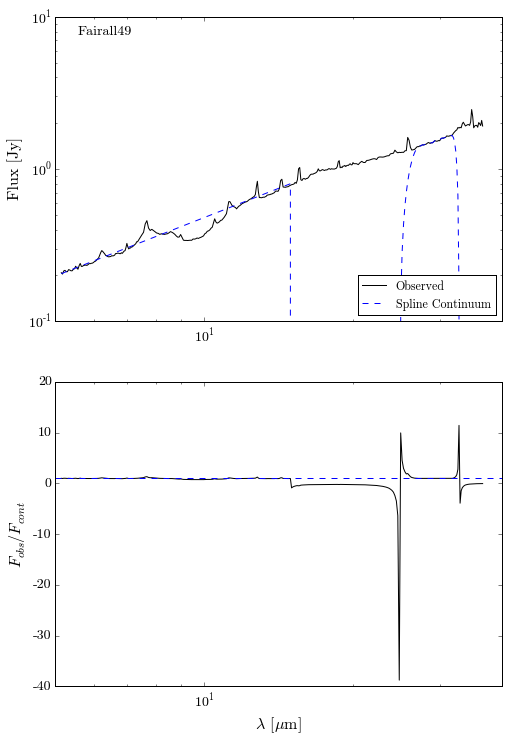 Fairall49
10^1
10^0
10^-1
Flux [Jy]
Observed
Spline Continuum
10^1
20
10
0
-10
-20
-30
-40
F_obs/F_cont
10^1
λ [μm]